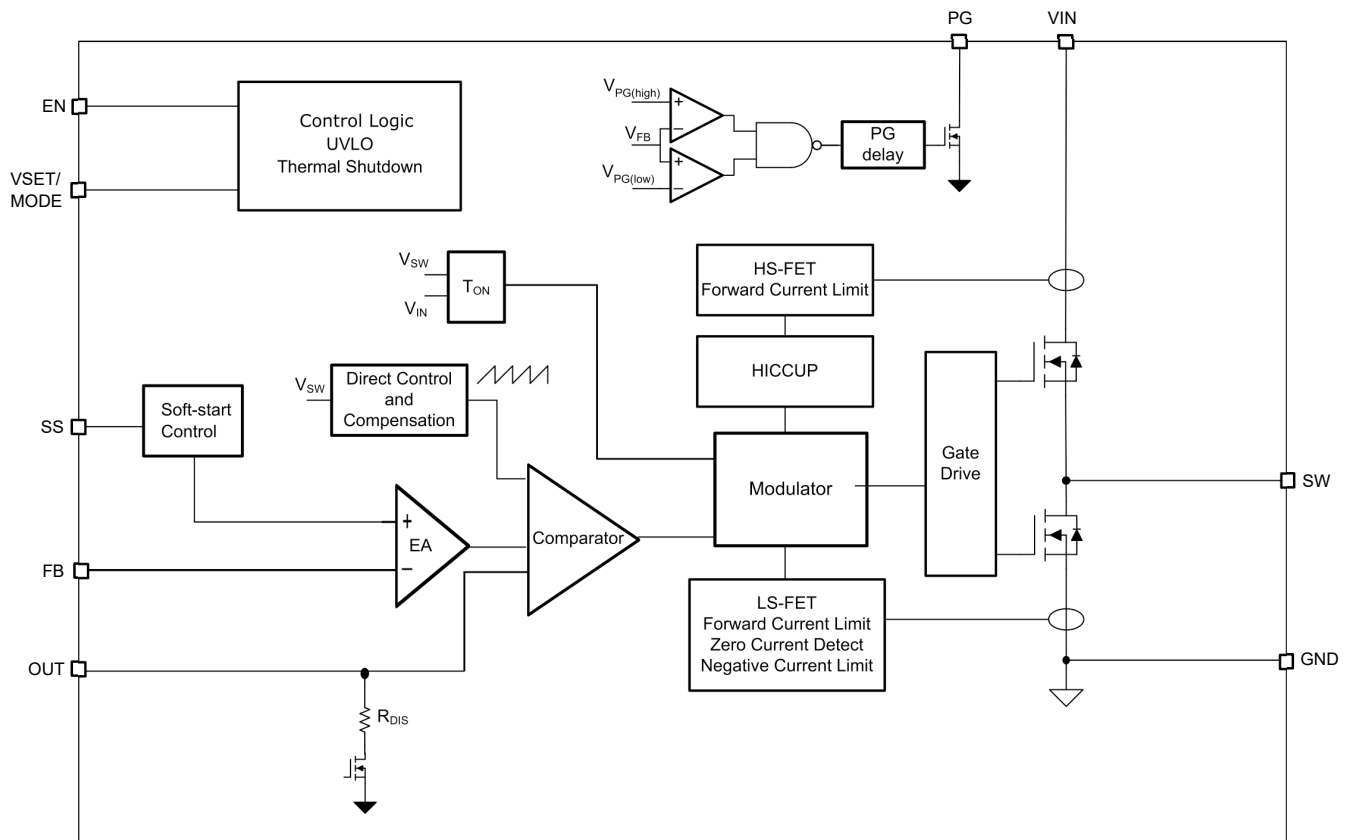 PG
VIN
EN
VSET/
MODE
Control Logic
UVLO
Thermal Shutdown
VPG(high)
+
−
VFB
+
−
VPG(low)
PG
delay
VSW
VIN
TON
HS-FET
Forward Current Limit
HICCUP
VSW
Direct Control
and
Compensation
SS
Soft-start
Control
Modulator
Gate
Drive
SW
+
EA
−
Comparator
FB
LS-FET
Forward Current Limit
Zero Current Detect
Negative Current Limit
OUT
GND
RDIS